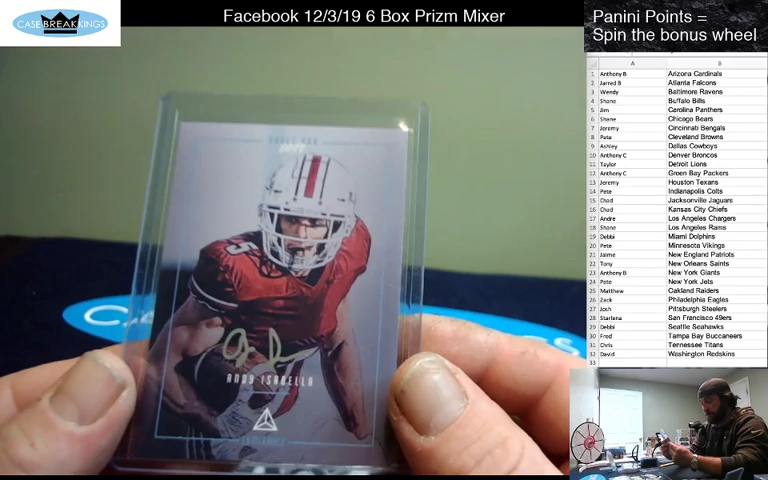 Facebook 12/3/19 6 Box Prizm Mixer
CASE BREAK KINGS
Panini Points =
Spin the bonus wheel
A B
1 Anthony B Arizona Cardinals
2 Jarred B Atlanta Falcons
3 Wendy Baltimore Ravens
4 Shane Buffalo Bills
5 Jim Carolina Panthers
6 Shane Chicago Bears
7 Jeremy Cincinnati Bengals
8 Pete Cleveland Browns
9 Ashley Dallas Cowboys
10 Anthony C Denver Broncos
11 Taylor Detroit Lions
12 Anthony C Green Bay Packers
13 Jeremy Houston Texans
14 Pete Indianapolis Colts
15 Chad Jacksonville Jaguars
16 Chad Kansas City Chiefs
17 Andre Los Angeles Chargers
18 Shane Los Angeles Rams
19 Debbi Miami Dolphins
20 Pete Minnesota Vikings
21 Jaime New England Patriots
22 Tony New Orleans Saints
23 Anthony B New York Giants
24 Pete New York Jets
25 Matthew Oakland Raiders
26 Zack Philadelphia Eagles
27 Josh Pittsburgh Steelers
28 Starlena San Francisco 49ers
29 Debbi Seattle Seahawks
30 Fred Tampa Bay Buccaneers
31 Chris Tennessee Titans
32 David Washington Redskins
33
5
ANDY ISABELLA